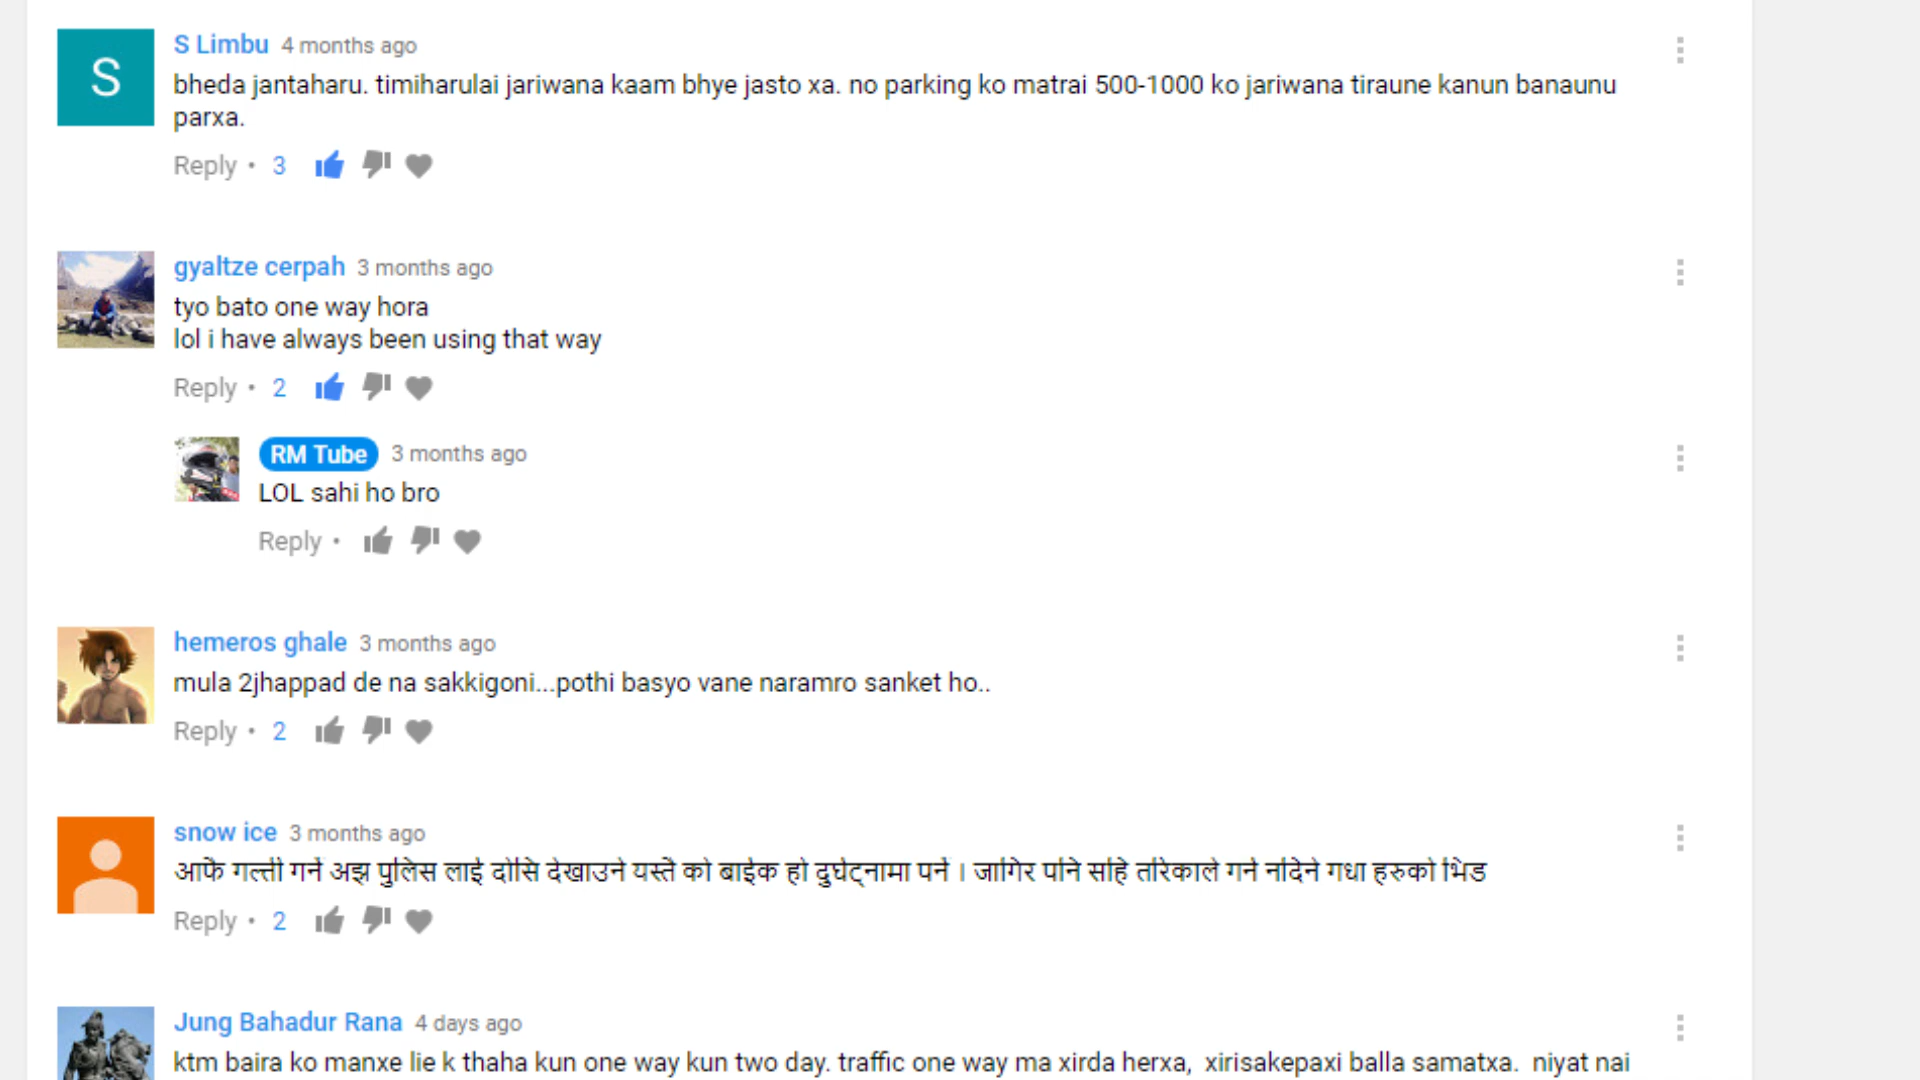 S
S Limbu 4 months ago
bheda jantaharu. timiharulai jariwana kaam bhye jasto xa. no parking ko matrai 500-1000 ko jariwana tiraune kanun banaunu
parxa.
Reply • 3
gyaltze cerpah 3 months ago
tyo bato one way hora
lol i have always been using that way
Reply • 2
RM Tube 3 months ago
LOL sahi ho bro
Reply •
hemeros ghale 3 months ago
mula 2jhappad de na sakkigoni...pothi basyo vane naramro sanket ho..
Reply • 2
snow ice 3 months ago
आफै गल्ती गर्ने अझ पुलिस लाई दोसि देखाउने यस्तै को बाईक हो दुर्घट्नामा पर्ने । जागिर पनि सहि तरिकाले गर्न नदिने गधा हरुको भिड
Reply • 2
Jung Bahadur Rana 4 days ago
ktm baira ko manxe lie k thaha kun one way kun two day. traffic one way ma xirda herxa, xirisakepaxi balla samatxa. niyat nai